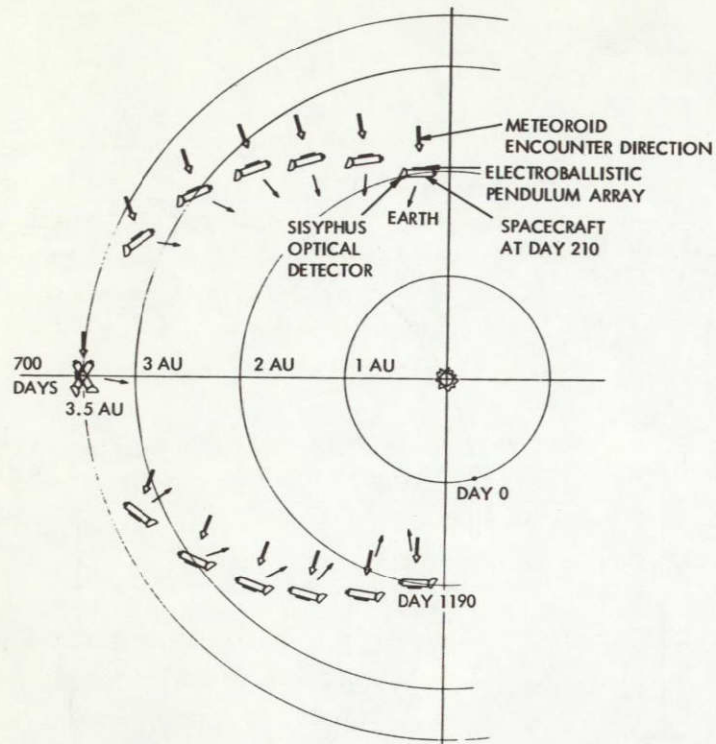 METEOROID
ENCOUNTER DIRECTION
ELECTROBALLISTIC
PENDULUM ARRAY
EARTH
SISYPHUS
OPTICAL
DETECTOR
SPACECRAFT
AT DAY 210
700
DAYS
3 AU
2 AU
1 AU
3.5 AU
DAY 0
DAY 1190